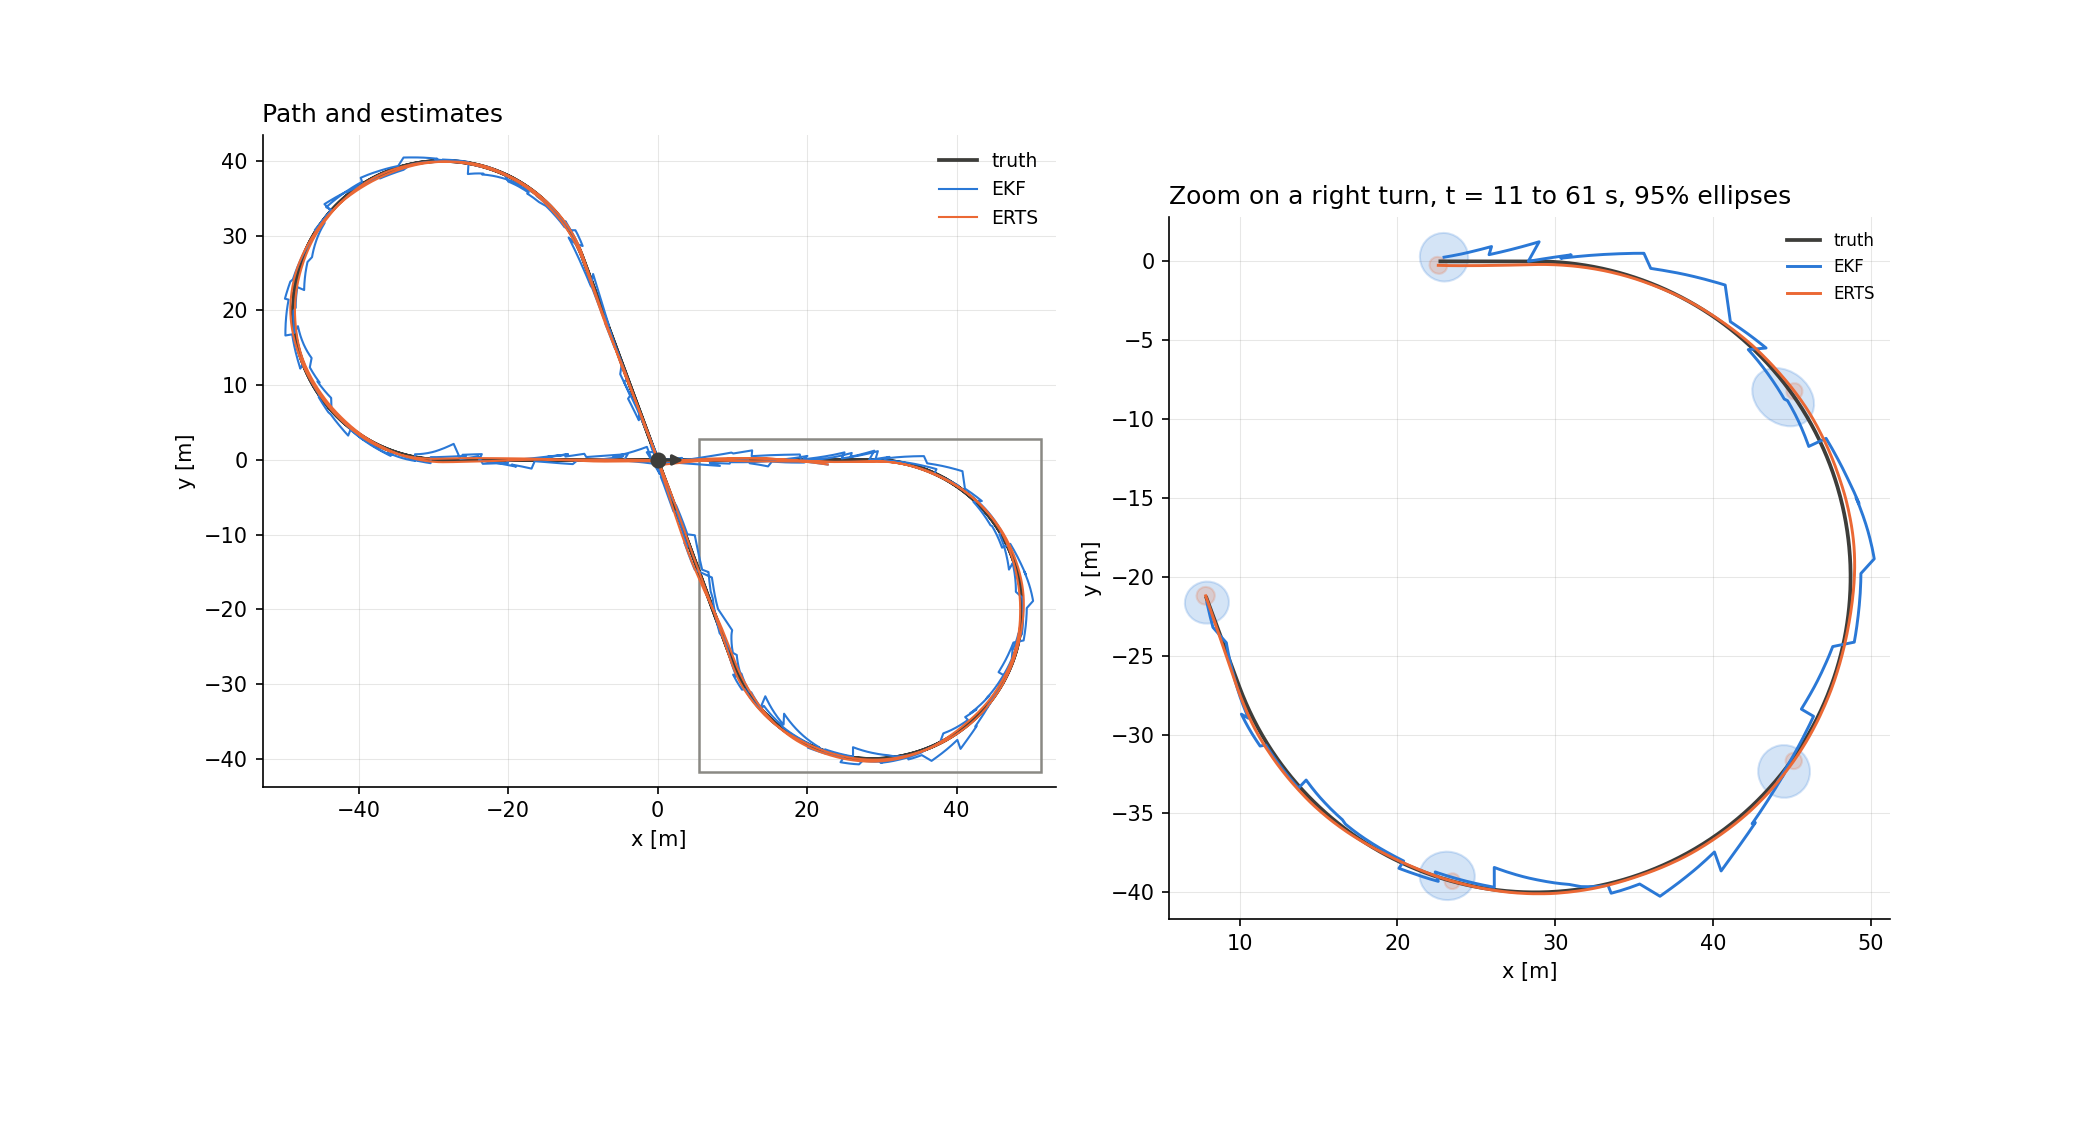 Path and estimates
truth
EKF
ERTS
40
30
20
10
0
−10
−20
−30
−40
y [m]
−40
−20
0
20
40
x [m]
Zoom on a right turn, t = 11 to 61 s, 95% ellipses
truth
EKF
ERTS
0
−5
−10
−15
−20
−25
−30
−35
−40
y [m]
10
20
30
40
50
x [m]